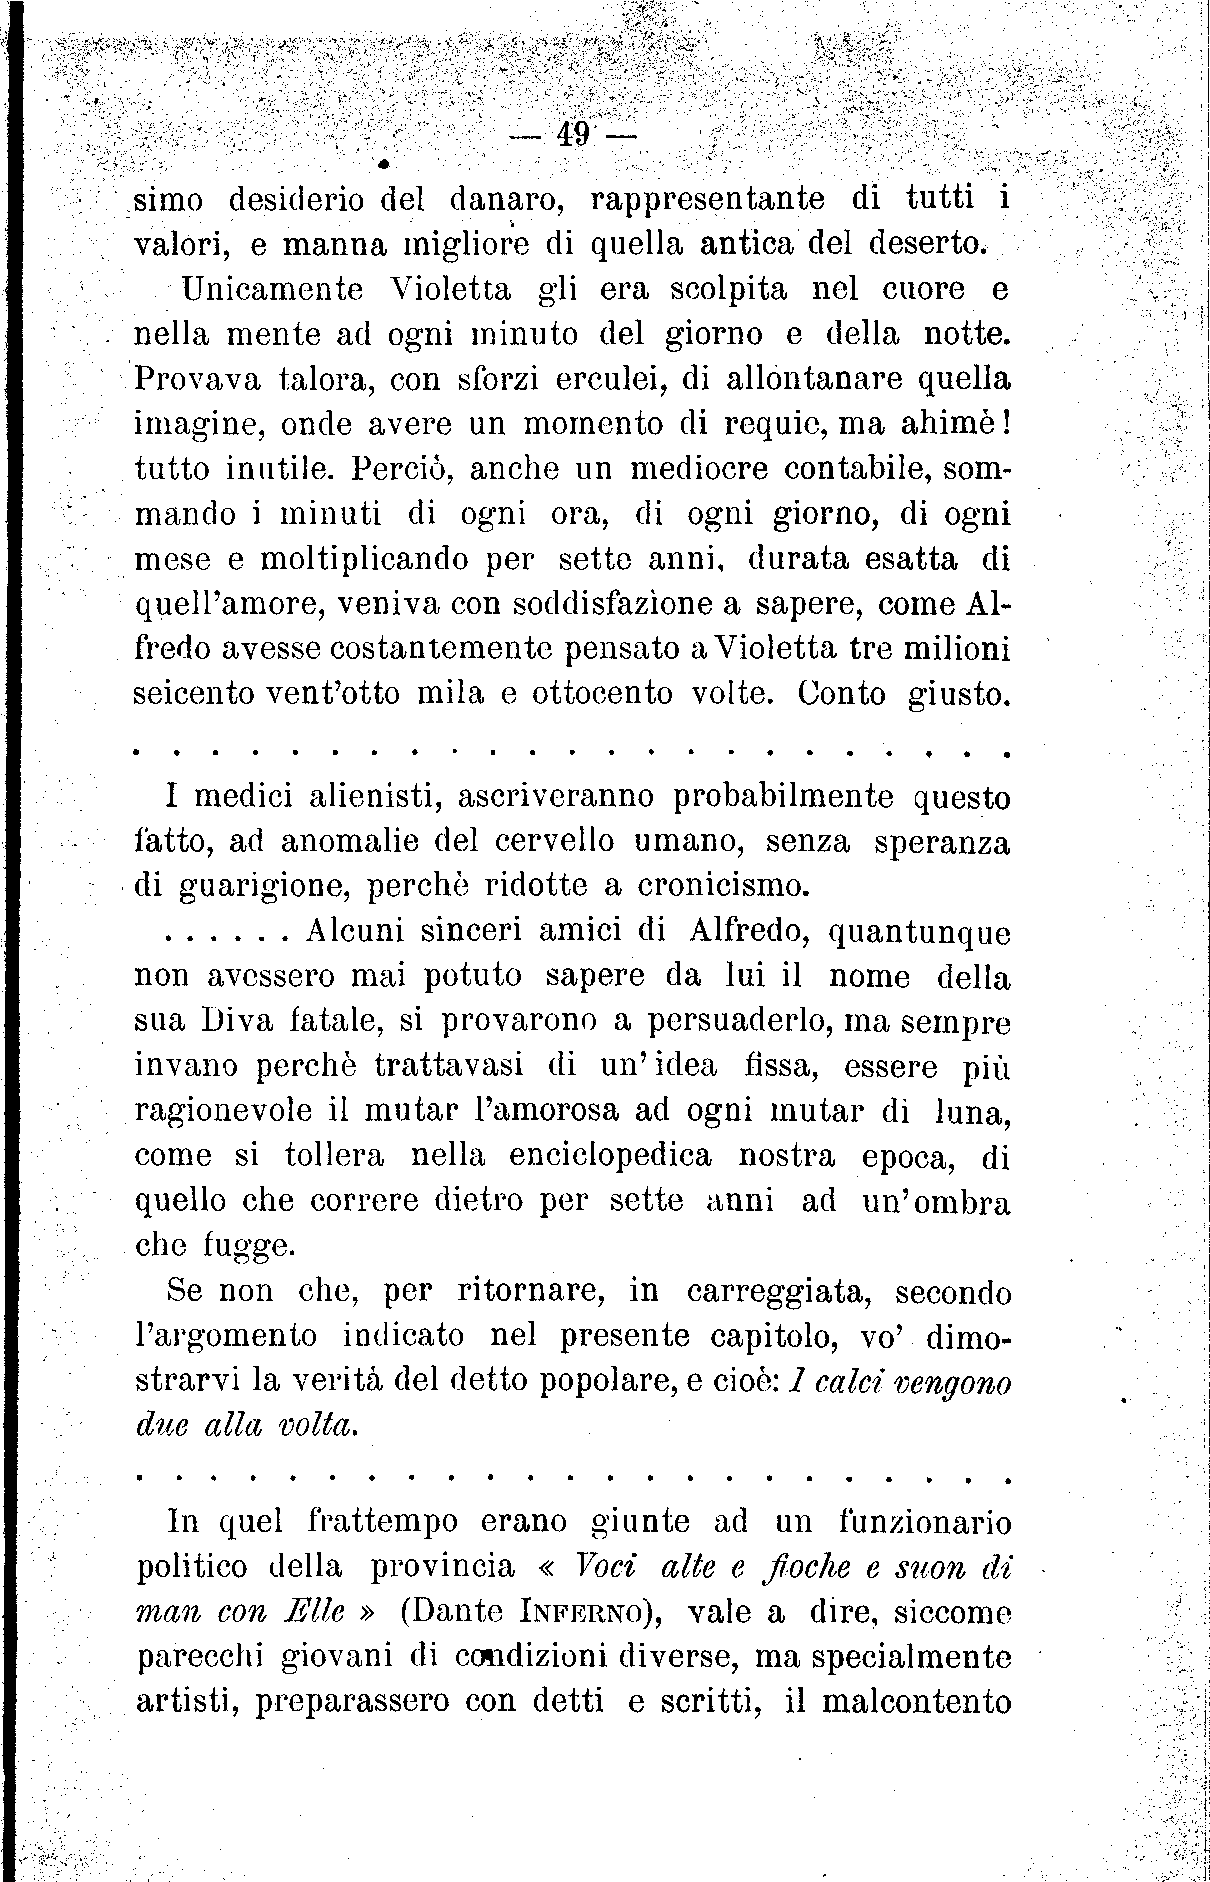 — 49 —
simo desiderio del danaro, rappresentante di tutti i
valori, e manna migliore di quella antica del deserto.
Unicamente Violetta gli era scolpita nel cuore e
nella mente ad ogni minuto del giorno e della notte.
Provava talora, con sforzi erculei, di allontanare quella
imagine, onde avere un momento di requie, ma ahimè!
tutto inutile. Perciò, anche un mediocre contabile, som-
mando i minuti di ogni ora, di ogni giorno, di ogni
mese e moltiplicando per sette anni, durata esatta di
quell'amore, veniva con soddisfazione a sapere, come Al-
fredo avesse costantemente pensato a Violetta tre milioni
seicento vent'otto mila e ottocento volte. Conto giusto.
. . . . . . . . . . . . . . . . . . . . . . .
I medici alienisti, ascriveranno probabilmente questo
fatto, ad anomalie del cervello umano, senza speranza
di guarigione, perchè ridotte a cronicismo.
. . . . . . Alcuni sinceri amici di Alfredo, quantunque
non avessero mai potuto sapere da lui il nome della
sua Diva fatale, si provarono a persuaderlo, ma sempre
invano perchè trattavasi di un' idea fissa, essere più
ragionevole il mutar l'amorosa ad ogni mutar di luna,
come si tollera nella enciclopedica nostra epoca, di
quello che correre dietro per sette anni ad un' ombra
che fugge.
Se non che, per ritornare, in carreggiata, secondo
l'argomento indicato nel presente capitolo, vo' dimo-
strarvi la verità del detto popolare, e cioè: I calci vengono
due alla volta.
. . . . . . . . . . . . . . . . . . . . . . .
In quel frattempo erano giunte ad un funzionario
politico della provincia « Voci alte e fioche e suon di
man con Elle » (Dante INFERNO), vale a dire, siccome
parecchi giovani di condizioni diverse, ma specialmente
artisti, preparassero con detti e scritti, il malcontento